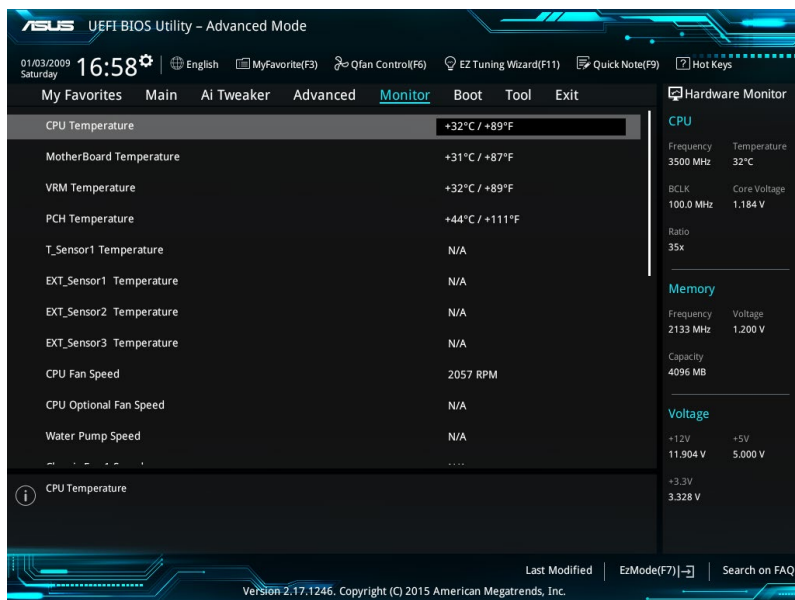 ASUS UEFI BIOS Utility – Advanced Mode
01/03/2009
Saturday
16:58
English
MyFavorite(F3)
Qfan Control(F6)
EZ Tuning Wizard(F11)
Quick Note(F9)
? Hot Keys
My Favorites Main Ai Tweaker Advanced Monitor Boot Tool Exit
CPU Temperature +32°C / +89°F
MotherBoard Temperature +31°C / +87°F
VRM Temperature +32°C / +89°F
PCH Temperature +44°C / +111°F
T_Sensor1 Temperature N/A
EXT_Sensor1 Temperature N/A
EXT_Sensor2 Temperature N/A
EXT_Sensor3 Temperature N/A
CPU Fan Speed 2057 RPM
CPU Optional Fan Speed N/A
Water Pump Speed N/A
Hardware Monitor
CPU
Frequency Temperature
3500 MHz 32°C
BCLK Core Voltage
100.0 MHz 1.184 V
Ratio
35x
Memory
Frequency Voltage
2133 MHz 1.200 V
Capacity
4096 MB
Voltage
+12V +5V
11.904 V 5.000 V
+3.3V
3.328 V
i CPU Temperature
Last Modified
EzMode(F7)
Search on FAQ
Version 2.17.1246. Copyright (C) 2015 American Megatrends, Inc.